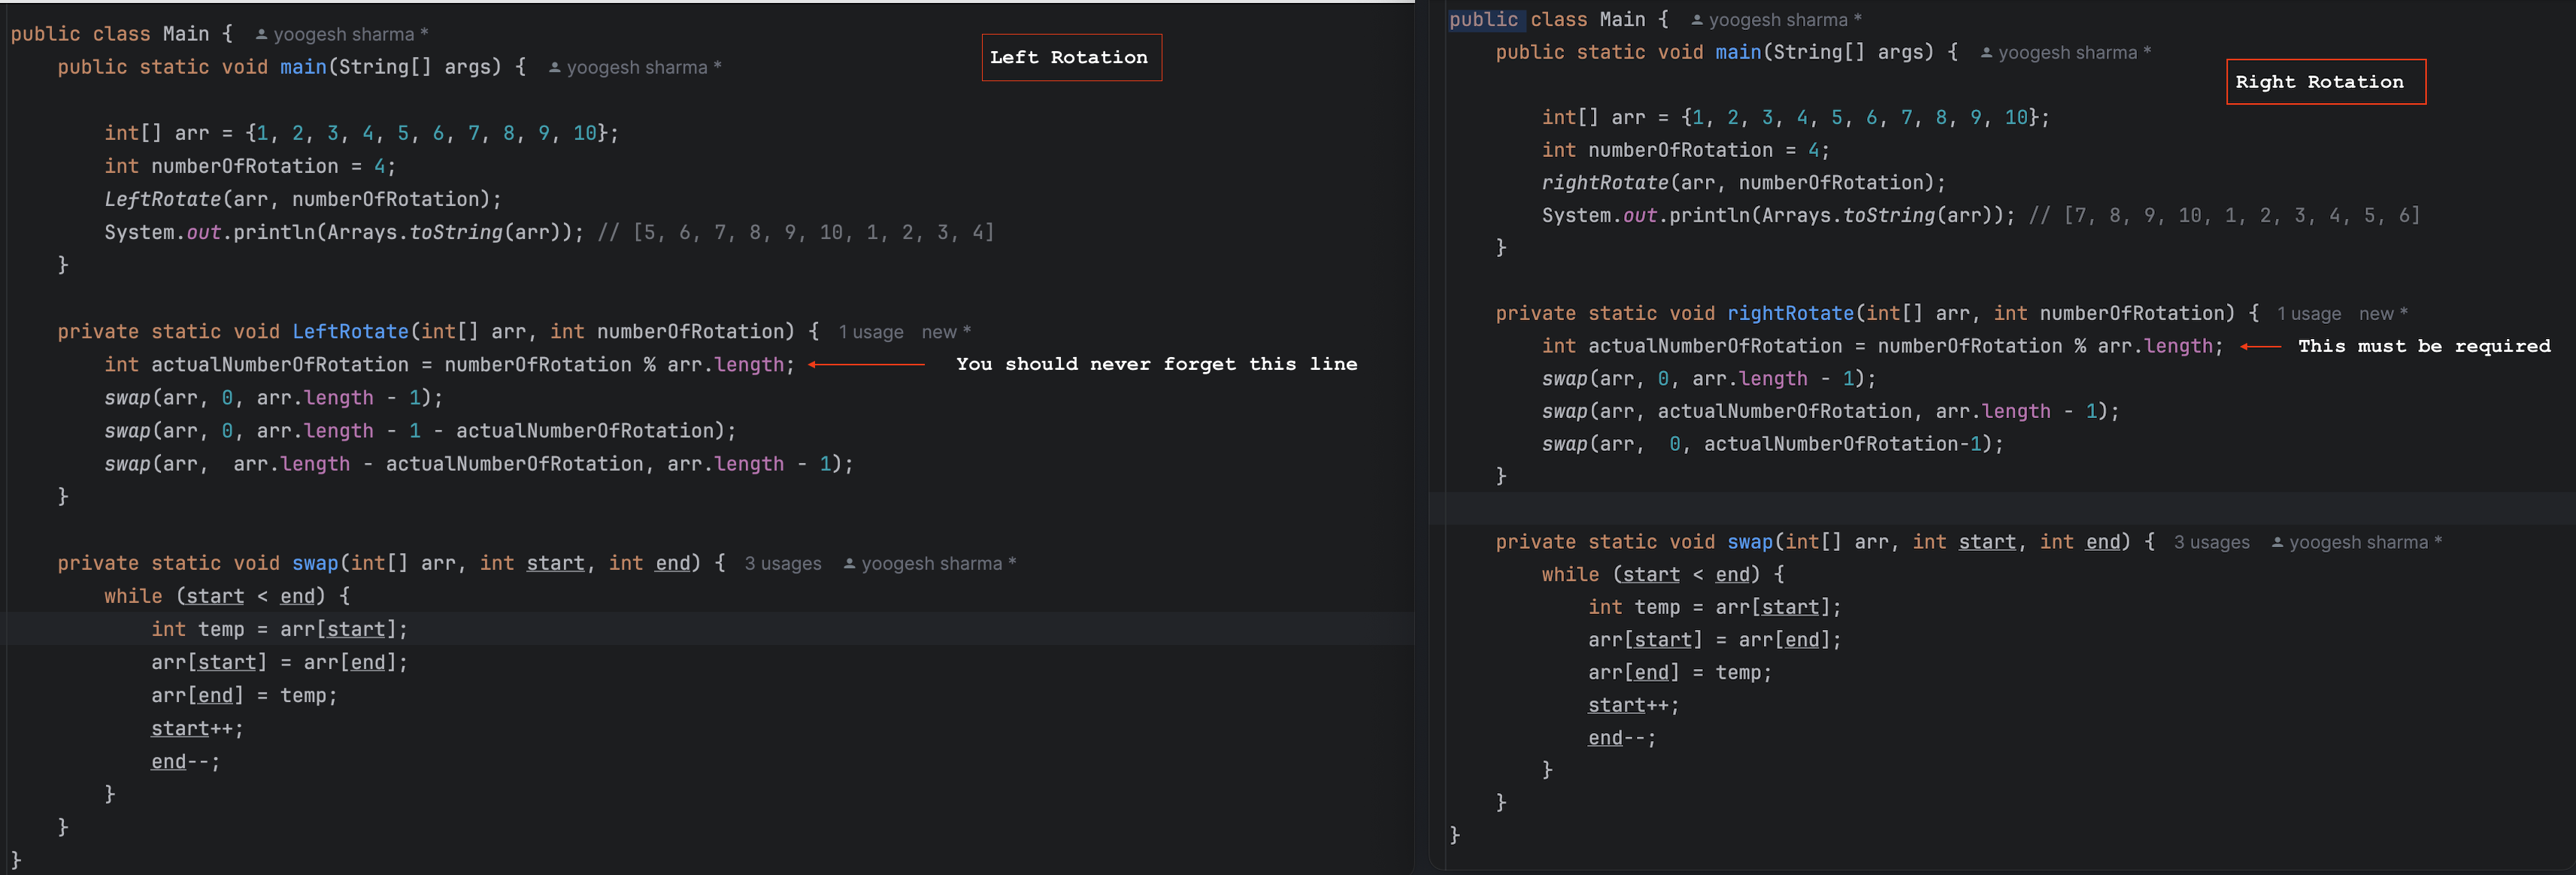 public class Main { yoogesh sharma *
public static void main(String[] args) { yoogesh sharma *
Left Rotation
int[] arr = {1, 2, 3, 4, 5, 6, 7, 8, 9, 10};
int numberOfRotation = 4;
LeftRotate(arr, numberOfRotation);
System.out.println(Arrays.toString(arr)); // [5, 6, 7, 8, 9, 10, 1, 2, 3, 4]
}
private static void LeftRotate(int[] arr, int numberOfRotation) { 1 usage new *
int actualNumberOfRotation = numberOfRotation % arr.length; You should never forget this line
swap(arr, 0, arr.length - 1);
swap(arr, 0, arr.length - 1 - actualNumberOfRotation);
swap(arr, arr.length - actualNumberOfRotation, arr.length - 1);
}
private static void swap(int[] arr, int start, int end) { 3 usages yoogesh sharma *
while (start < end) {
int temp = arr[start];
arr[start] = arr[end];
arr[end] = temp;
start++;
end--;
}
}
}
public class Main { yoogesh sharma *
public static void main(String[] args) { yoogesh sharma *
Right Rotation
int[] arr = {1, 2, 3, 4, 5, 6, 7, 8, 9, 10};
int numberOfRotation = 4;
rightRotate(arr, numberOfRotation);
System.out.println(Arrays.toString(arr)); // [7, 8, 9, 10, 1, 2, 3, 4, 5, 6]
}
private static void rightRotate(int[] arr, int numberOfRotation) { 1 usage new *
int actualNumberOfRotation = numberOfRotation % arr.length; This must be required
swap(arr, 0, arr.length - 1);
swap(arr, actualNumberOfRotation, arr.length - 1);
swap(arr, 0, actualNumberOfRotation-1);
}
private static void swap(int[] arr, int start, int end) { 3 usages yoogesh sharma *
while (start < end) {
int temp = arr[start];
arr[start] = arr[end];
arr[end] = temp;
start++;
end--;
}
}
}